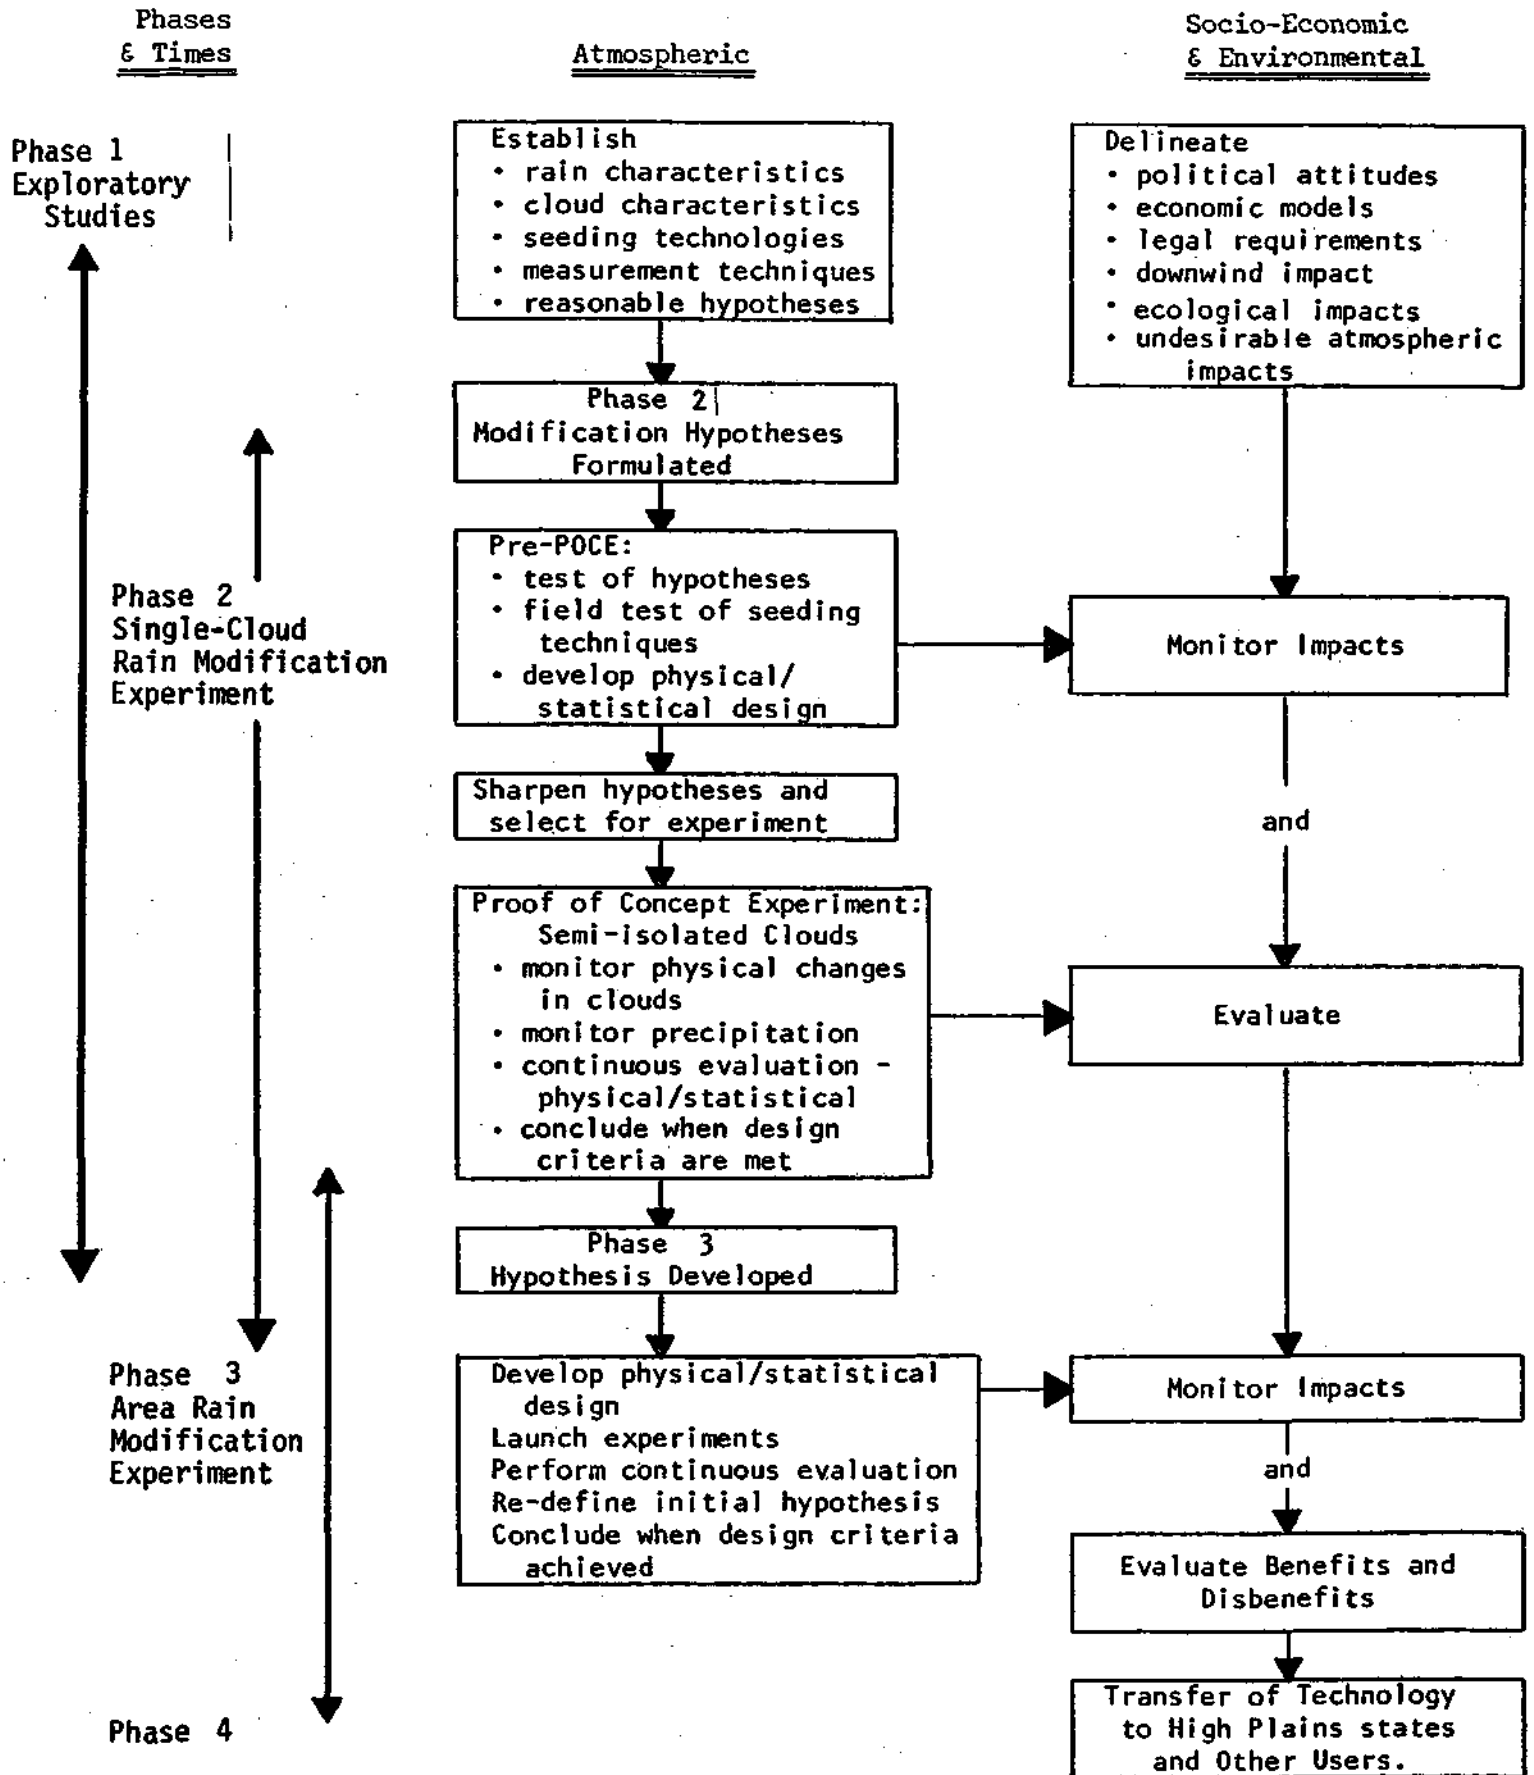 Phases
& Times
Atmospheric
Socio-Economic
& Environmental
Phase 1
Exploratory
Studies
Establish
• rain characteristics
• cloud characteristics
• seeding technologies
• measurement techniques
• reasonable hypotheses
Delineate
• political attitudes
• economic models
• legal requirements
• downwind impact
• ecological impacts
• undesirable atmospheric
impacts
Phase 2
Modification Hypotheses
Formulated
Phase 2
Single-Cloud
Rain Modification
Experiment
Pre-POCE:
• test of hypotheses
• field test of seeding
techniques
• develop physical/
statistical design
Monitor Impacts
Sharpen hypotheses and
select for experiment
and
Proof of Concept Experiment:
Semi-isolated Clouds
• monitor physical changes
in clouds
• monitor precipitation
• continuous evaluation -
physical/statistical
• conclude when design
criteria are met
Evaluate
Phase 3
Hypothesis Developed
Phase 3
Area Rain
Modification
Experiment
Develop physical/statistical
design
Launch experiments
Perform continuous evaluation
Re-define initial hypothesis
Conclude when design criteria
achieved
Monitor Impacts
and
Evaluate Benefits and
Disbenefits
Phase 4
Transfer of Technology
to High Plains states
and Other Users.